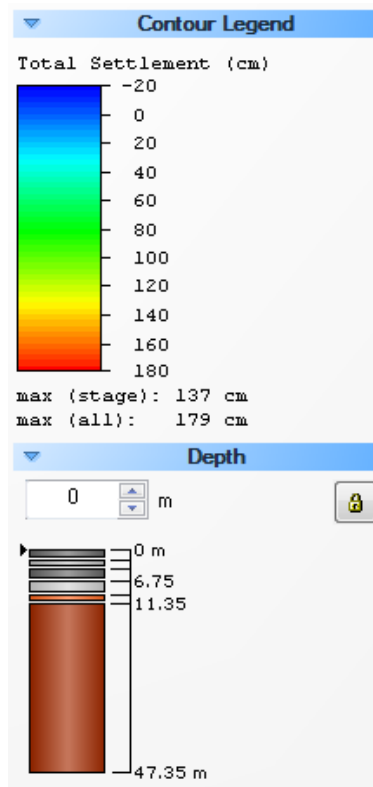 Contour Legend
Total Settlement (cm)
-20
0
20
40
60
80
100
120
140
160
180
max (stage): 137 cm
max (all): 179 cm
Depth
0 m
0 m
6.75
11.35
47.35 m